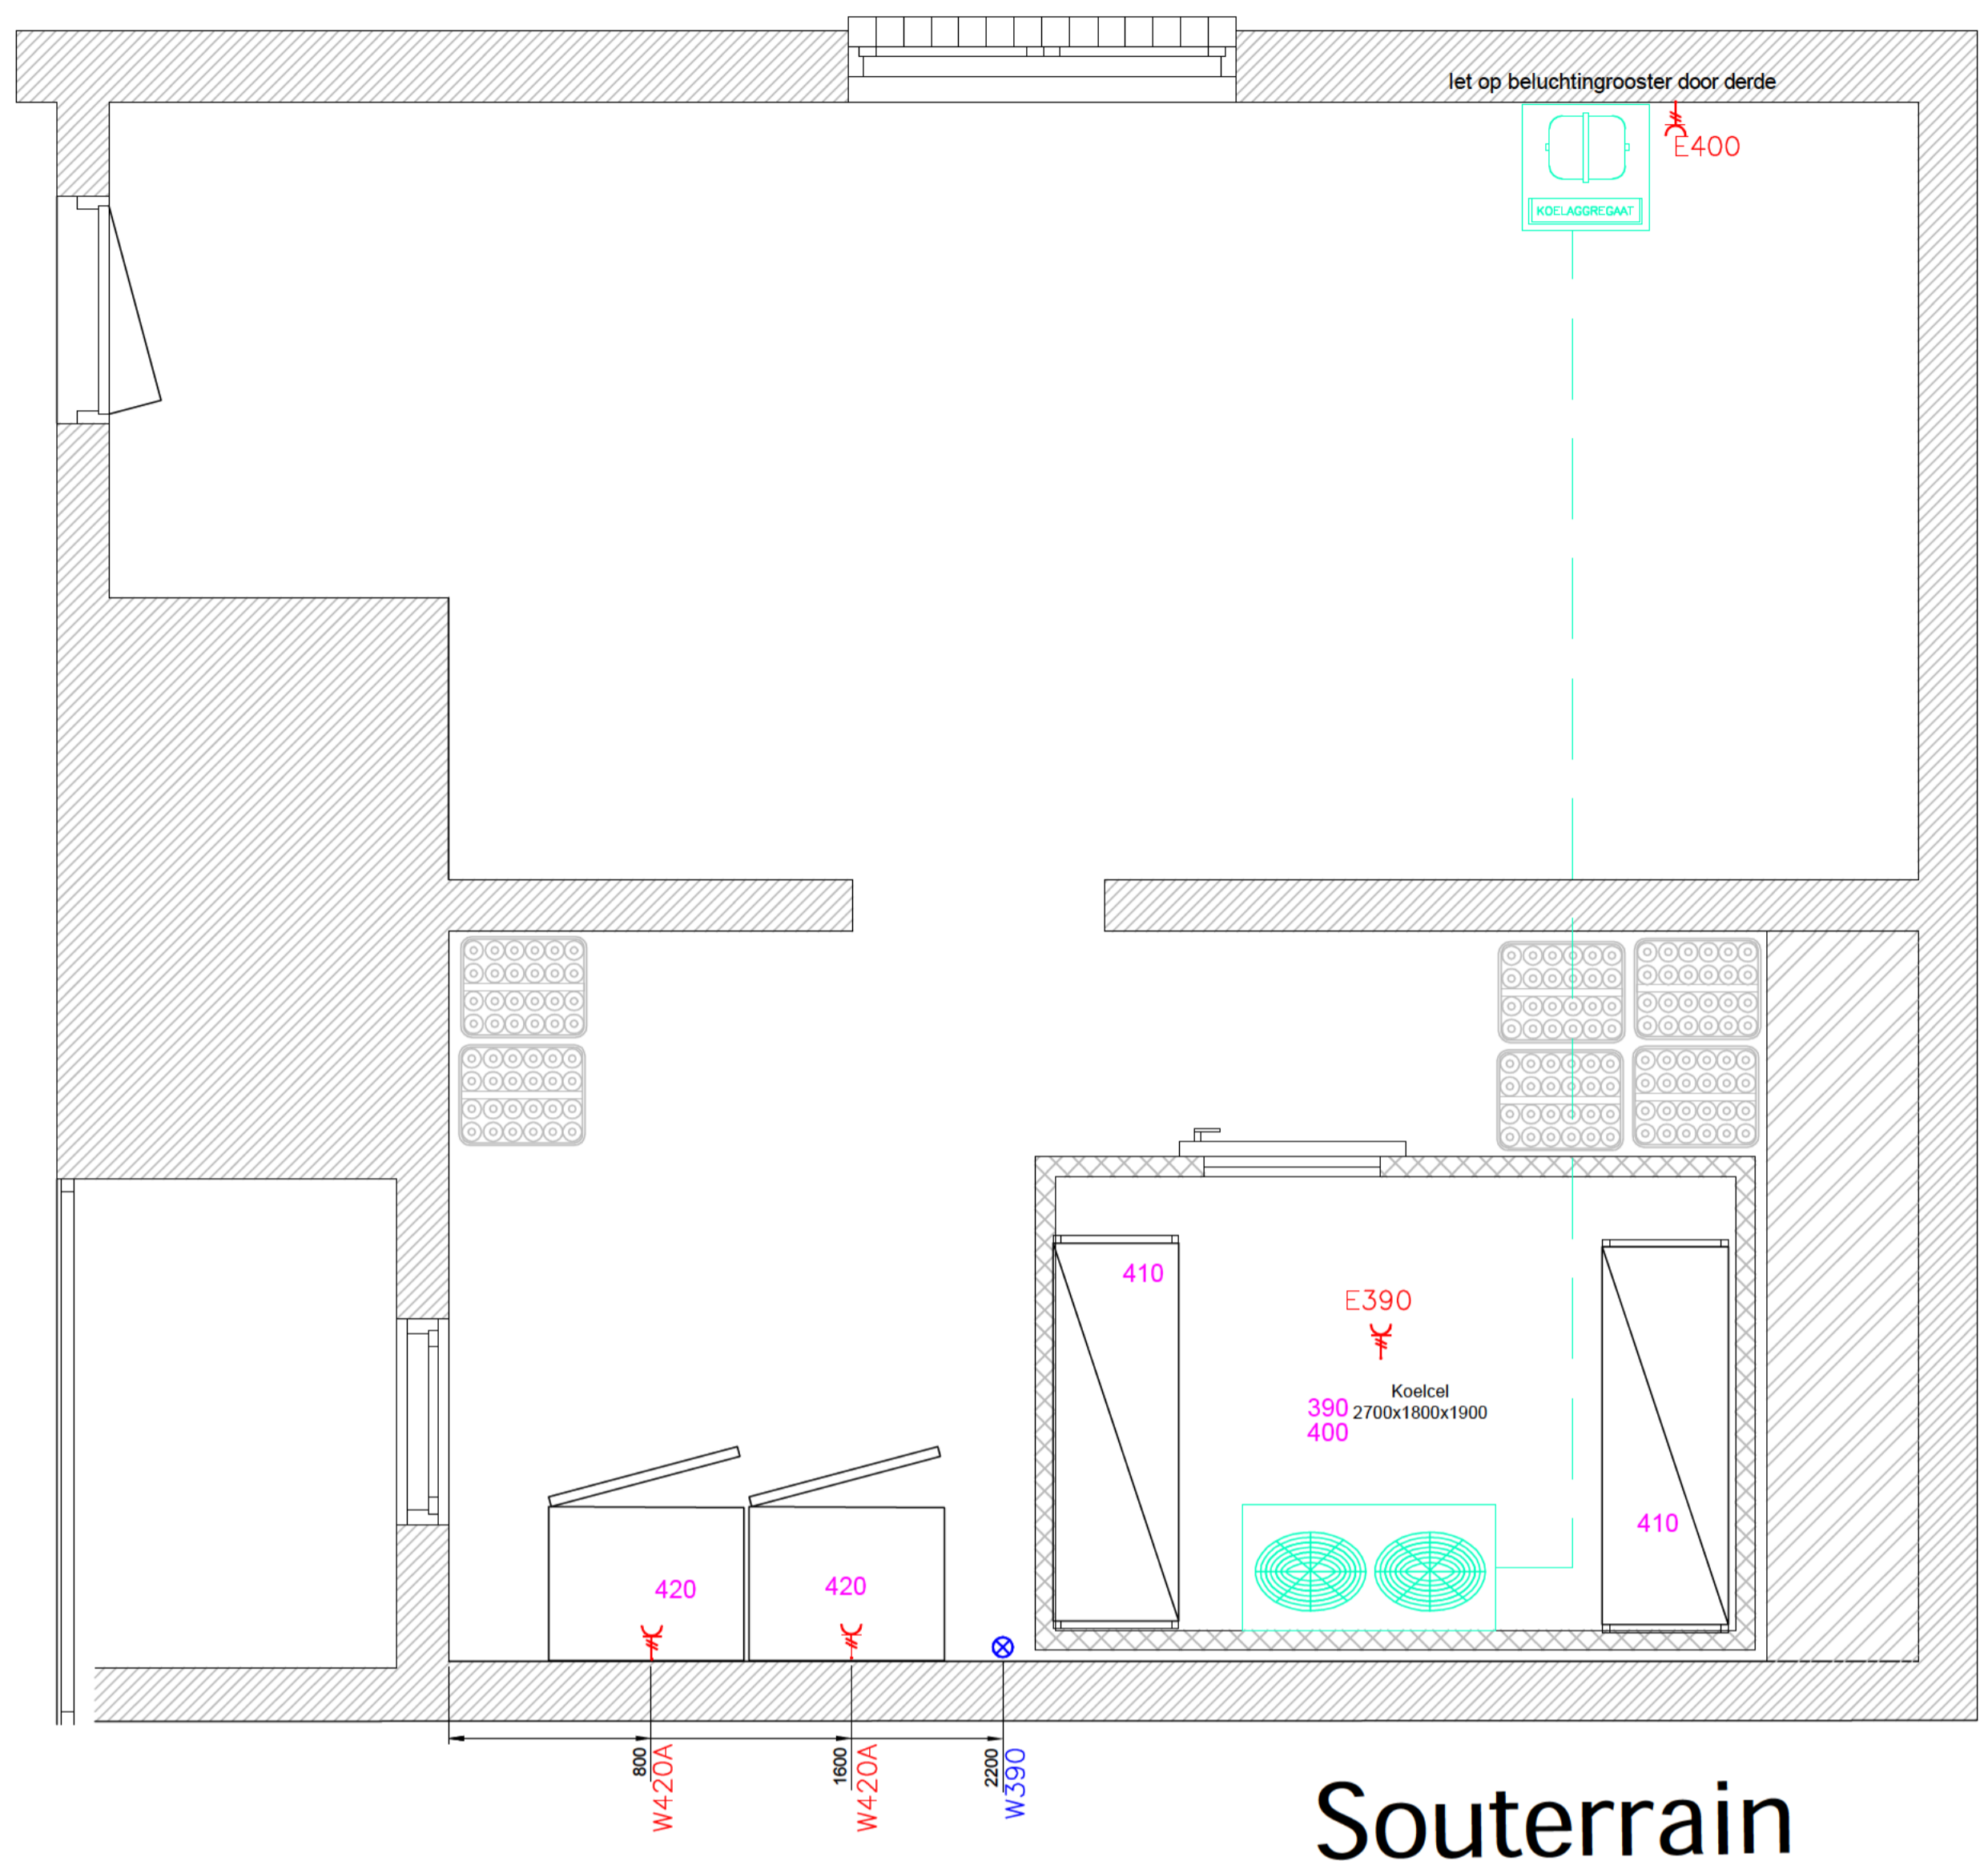 let op beluchtingrooster door derde
E400
KOELAGGREGAAT
410
E390
Koelcel
390 2700x1800x1900
400
410
420
420
800
W420A
1600
W420A
2200
W390
Souterrain